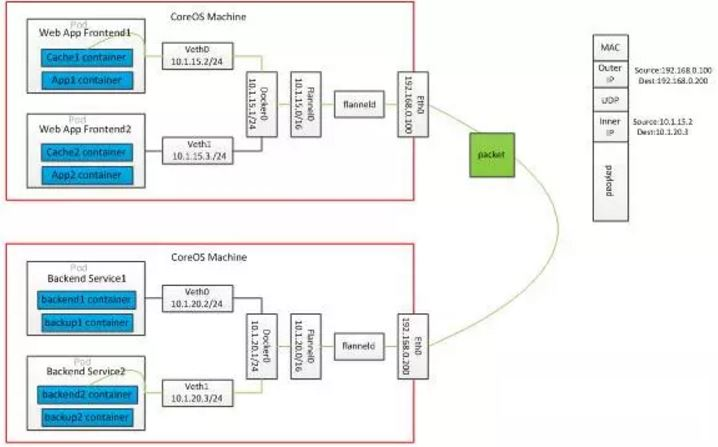 CoreOS Machine
Pod
Web App Frontend1
Cache1 container
App1 container
Veth0
10.1.15.2/24
Pod
Web App Frontend2
Cache2 container
App2 container
Veth1
10.1.15.3./24
Docker0
10.1.15.1/24
Flannel0
10.1.15.0/16
flanneld
Eth0
192.168.0.100
packet
MAC
Outer
IP
Source:192.168.0.100
Dest:192.168.0.200
UDP
Inner
IP
Source:10.1.15.2
Dest:10.1.20.3
payload
CoreOS Machine
Pod
Backend Service1
backend1 container
backup1 container
Veth0
10.1.20.2/24
Pod
Backend Service2
backend2 container
backup2 container
Veth1
10.1.20.3/24
Docker0
10.1.20.1/24
Flannel0
10.1.20.0/16
flanneld
Eth0
192.168.0.200